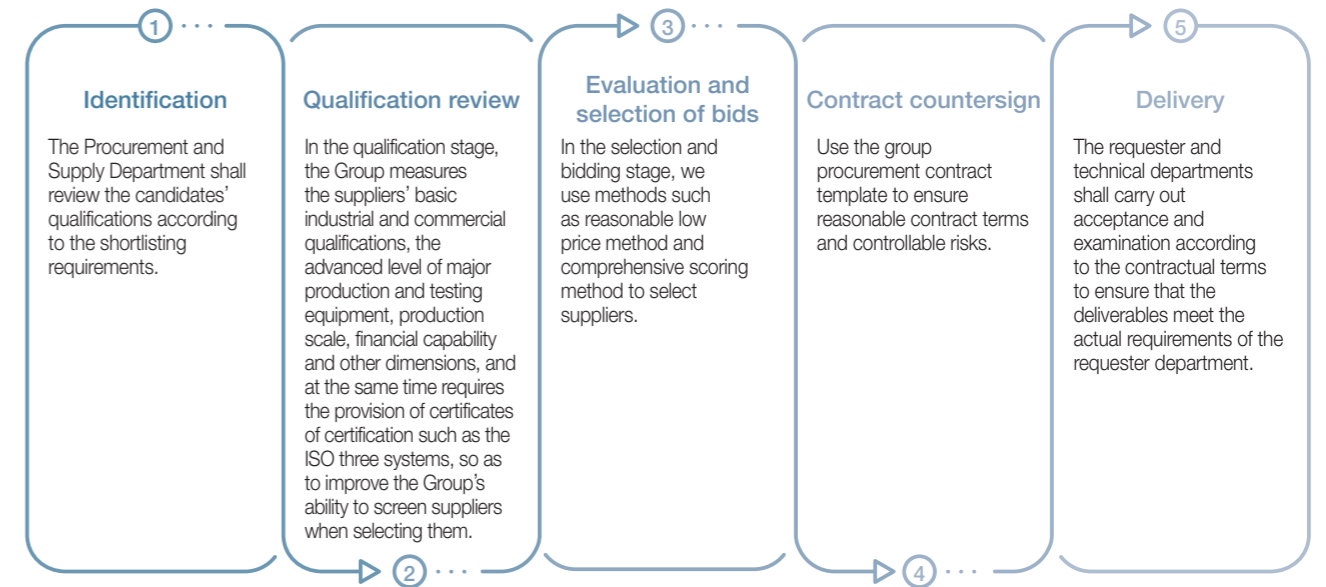 1
Identification
The Procurement and
Supply Department shall
review the candidates'
qualifications according
to the shortlisting
requirements.
2
Qualification review
In the qualification stage,
the Group measures
the suppliers' basic
industrial and commercial
qualifications, the
advanced level of major
production and testing
equipment, production
scale, financial capability
and other dimensions, and
at the same time requires
the provision of certificates
of certification such as the
ISO three systems, so as
to improve the Group's
ability to screen suppliers
when selecting them.
3
Evaluation and
selection of bids
In the selection and
bidding stage, we
use methods such
as reasonable low
price method and
comprehensive scoring
method to select
suppliers.
4
Contract countersign
Use the group
procurement contract
template to ensure
reasonable contract terms
and controllable risks.
5
Delivery
The requester and
technical departments
shall carry out
acceptance and
examination according
to the contractual terms
to ensure that the
deliverables meet the
actual requirements of the
requester department.